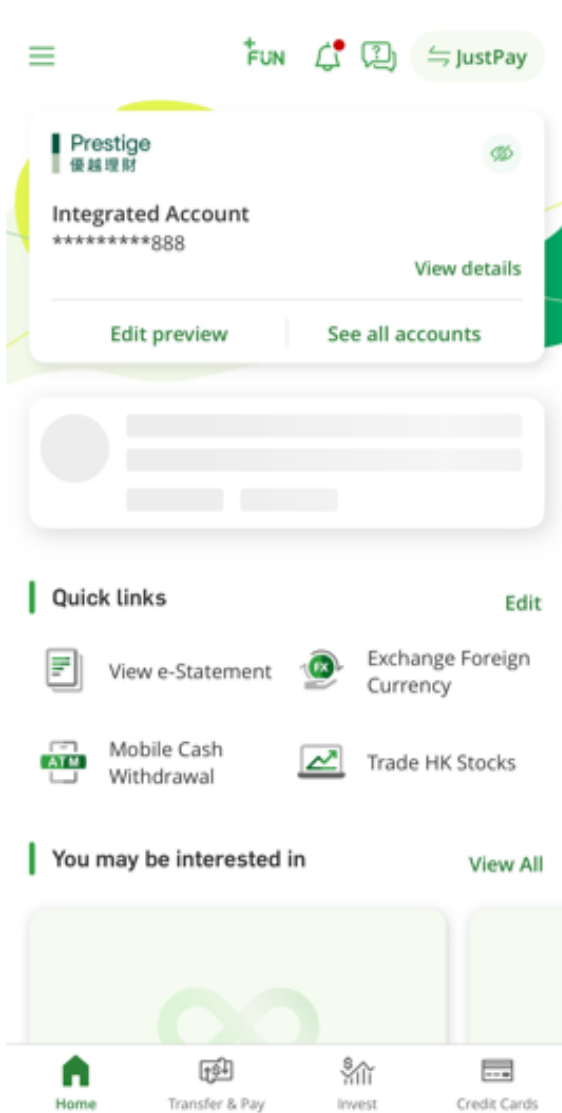 +FUN
JustPay
Prestige
優越理財
Integrated Account
*********888
View details
Edit preview
See all accounts
Quick links
Edit
View e-Statement
FX
Exchange Foreign
Currency
ATM
Mobile Cash
Withdrawal
Trade HK Stocks
You may be interested in
View All
Home
Transfer & Pay
Invest
Credit Cards